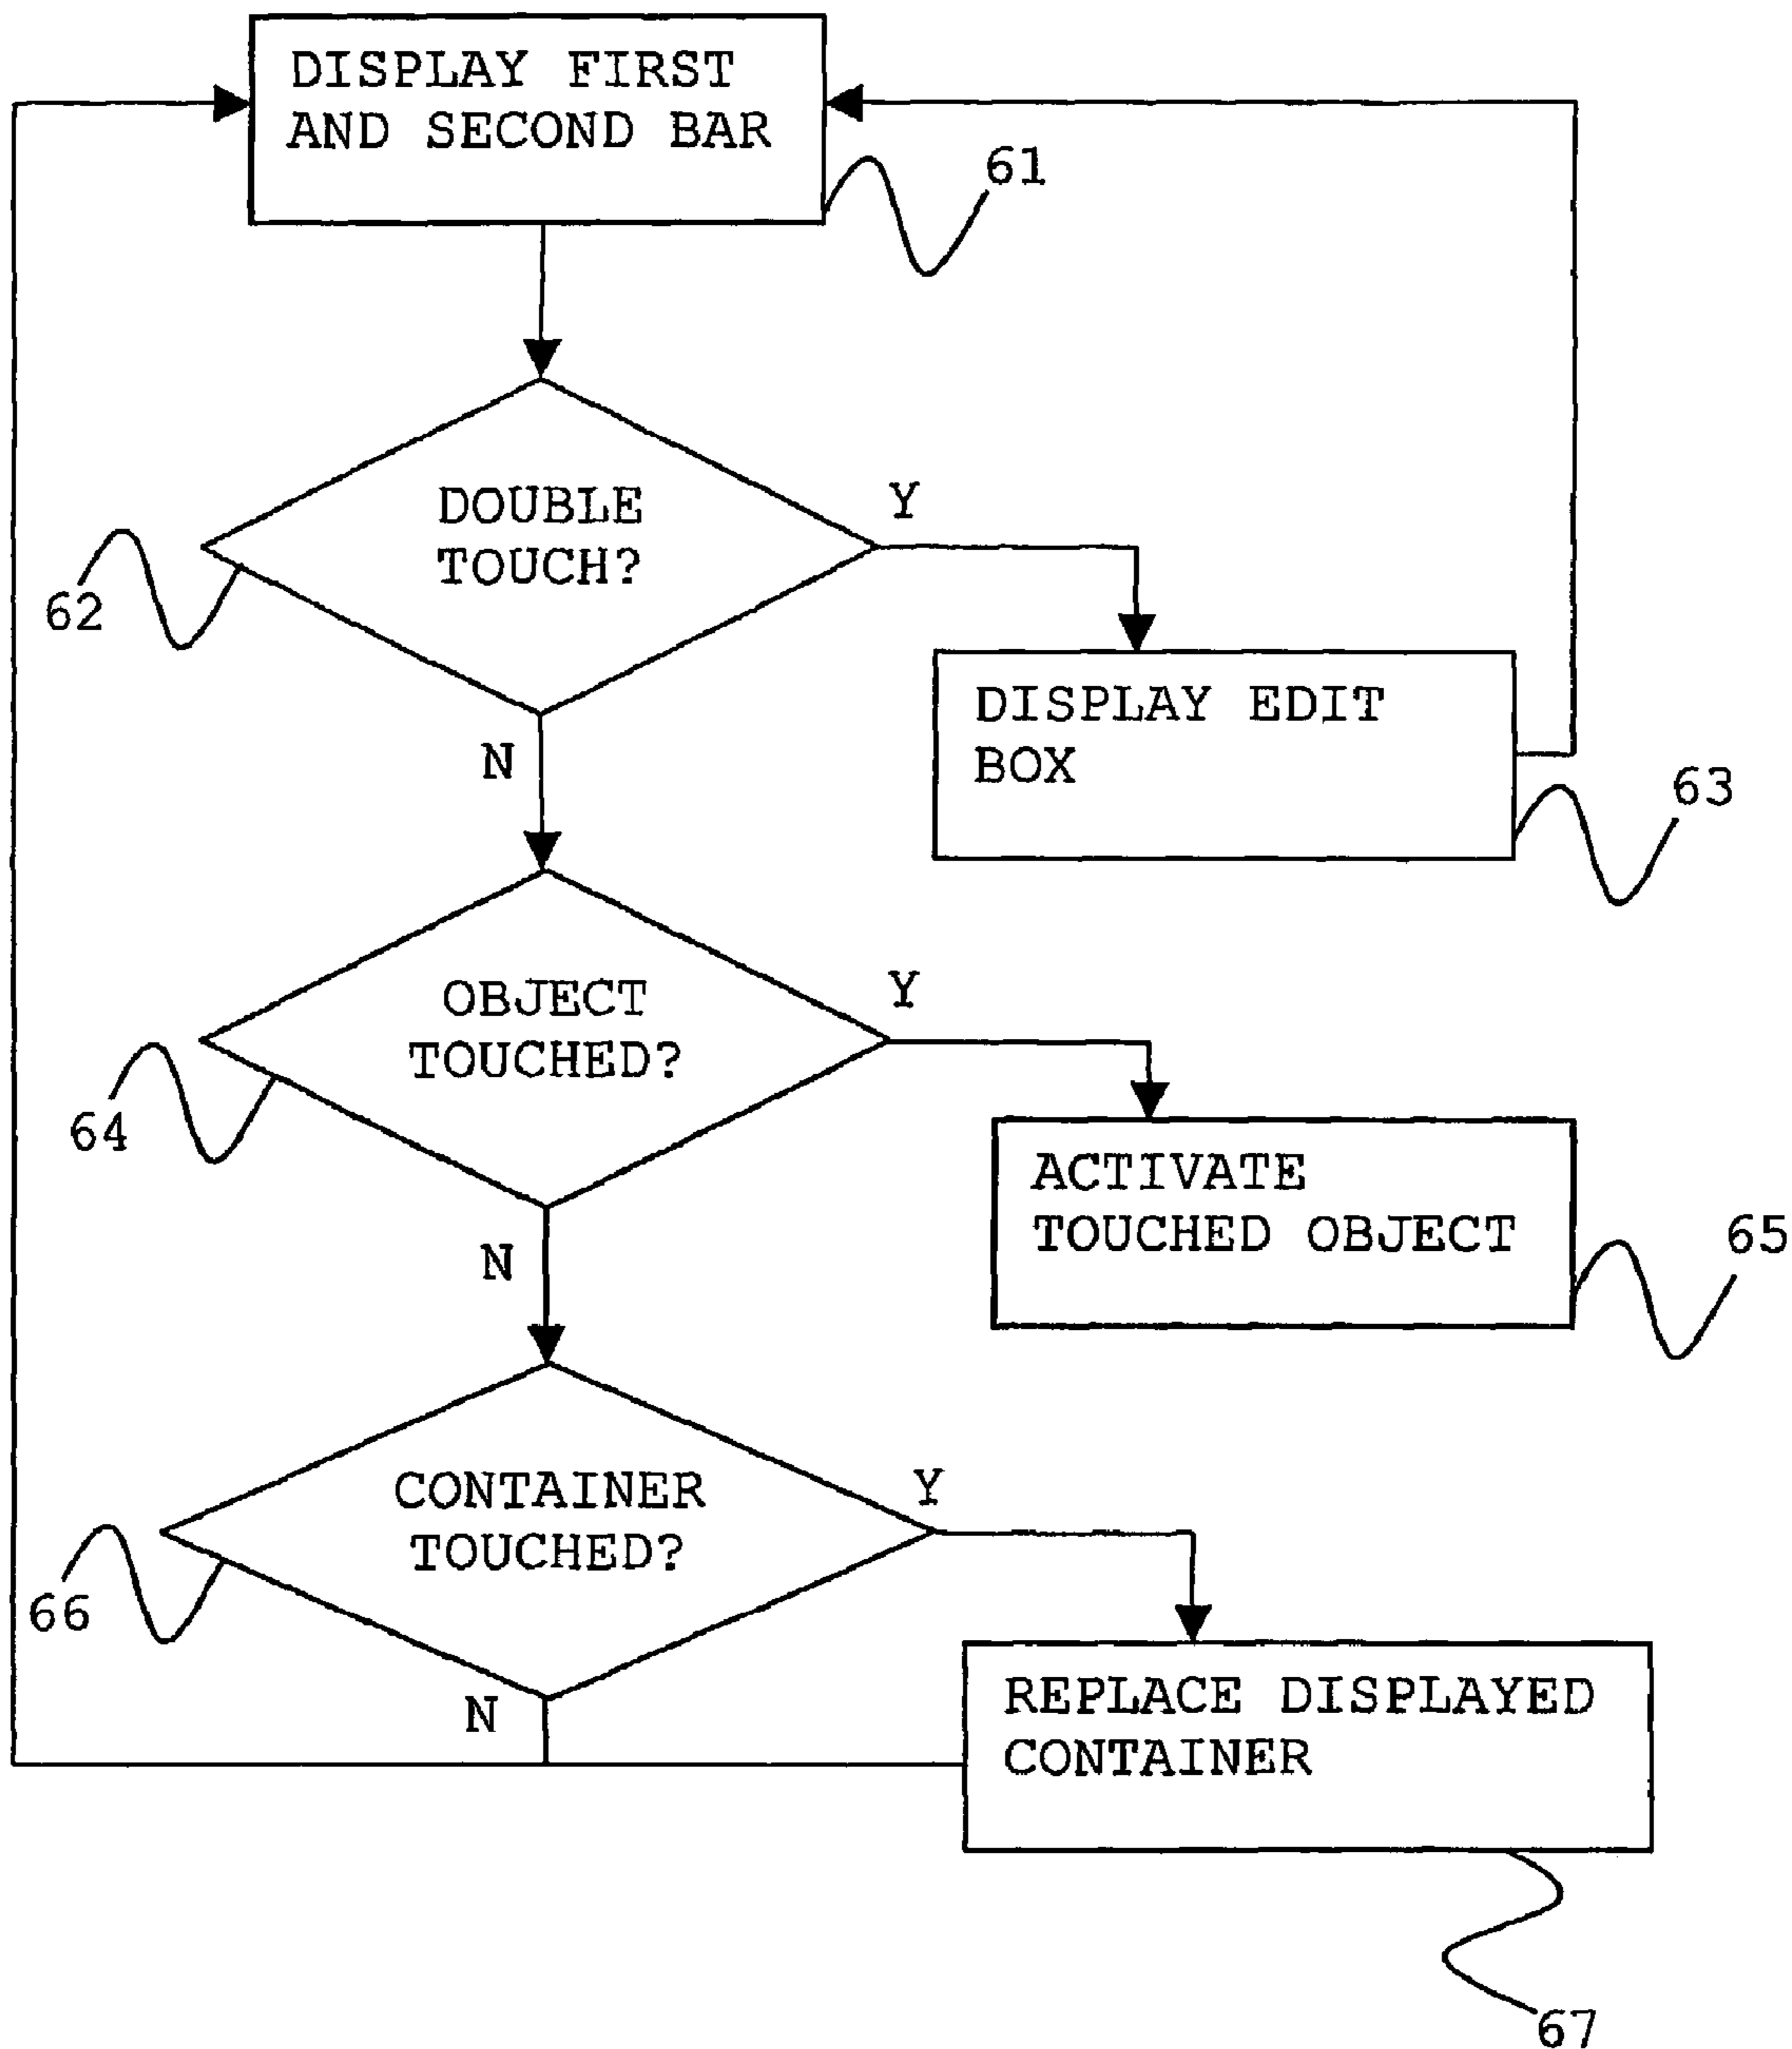 DISPLAY FIRST
AND SECOND BAR
61
DOUBLE
TOUCH?
Y
62
N
DISPLAY EDIT
BOX
63
OBJECT
TOUCHED?
Y
64
N
ACTIVATE
TOUCHED OBJECT
65
CONTAINER
TOUCHED?
Y
66
N
REPLACE DISPLAYED
CONTAINER
67